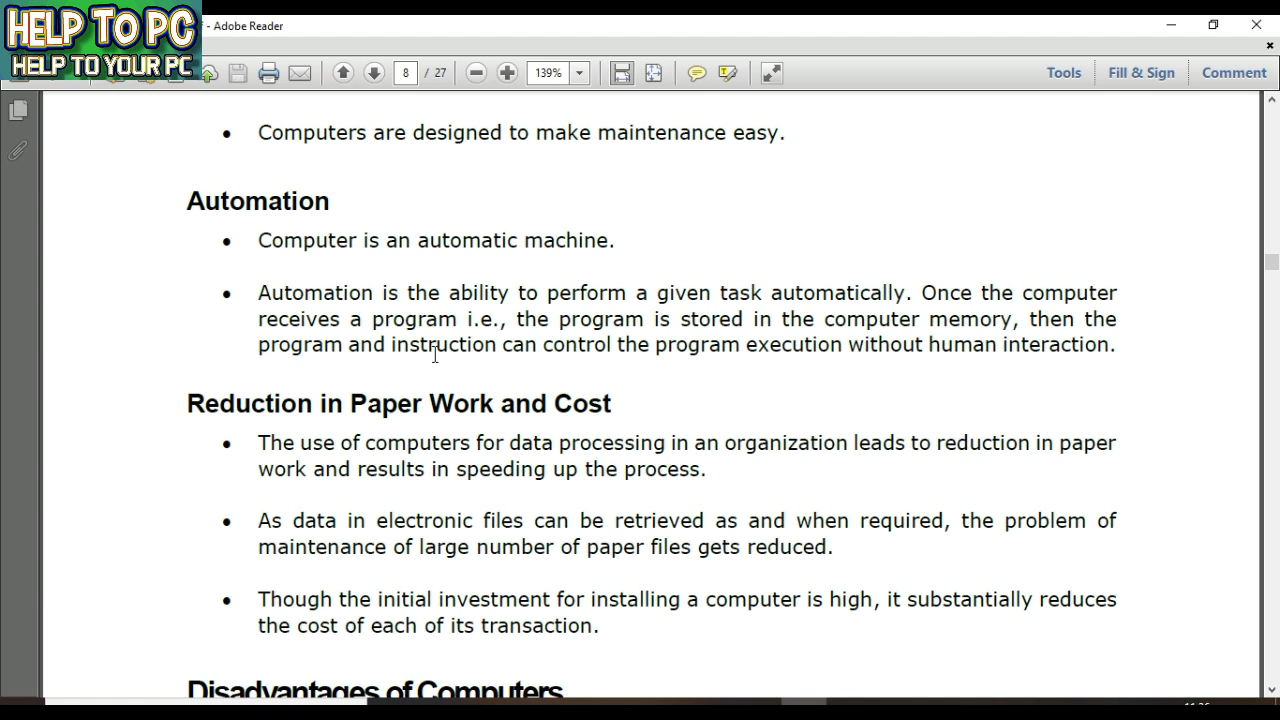 HELP TO PC
HELP TO YOUR PC
- Adobe Reader
8 / 27
139%
Tools
Fill & Sign
Comment
• Computers are designed to make maintenance easy.
Automation
• Computer is an automatic machine.
• Automation is the ability to perform a given task automatically. Once the computer
receives a program i.e., the program is stored in the computer memory, then the
program and instruction can control the program execution without human interaction.
Reduction in Paper Work and Cost
• The use of computers for data processing in an organization leads to reduction in paper
work and results in speeding up the process.
• As data in electronic files can be retrieved as and when required, the problem of
maintenance of large number of paper files gets reduced.
• Though the initial investment for installing a computer is high, it substantially reduces
the cost of each of its transaction.
Disadvantages of Computers